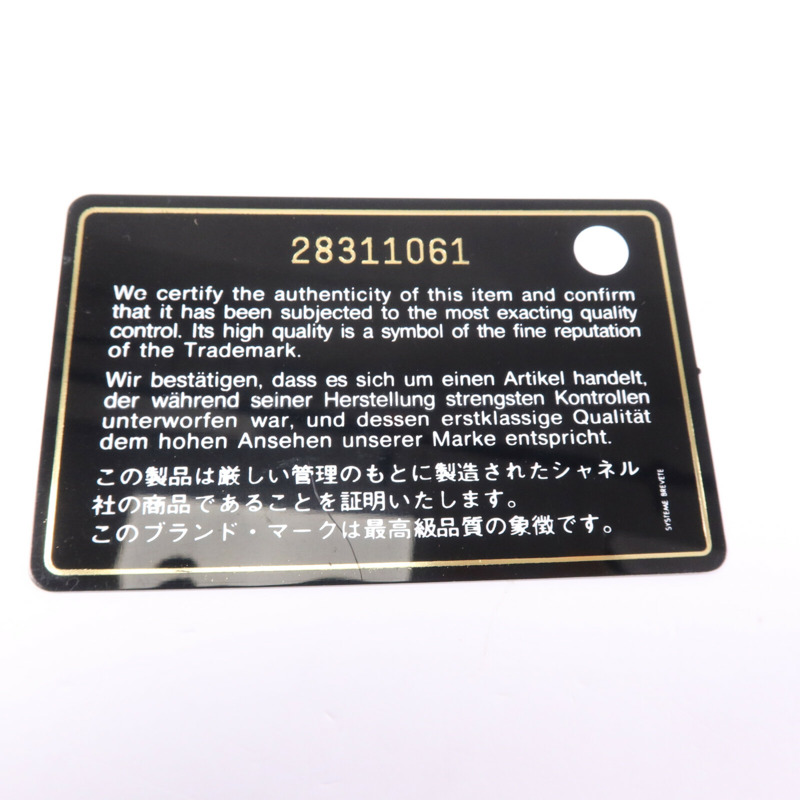 28311061
We certify the authenticity of this item and confirm
that it has been subjected to the most exacting quality
control. Its high quality is a symbol of the fine reputation
of the Trademark.
Wir bestätigen, dass es sich um einen Artikel handelt,
der während seiner Herstellung strengsten Kontrollen
unterworfen war, und dessen erstklassige Qualität
dem hohen Ansehen unserer Marke entspricht.
この製品は厳しい管理のもとに製造されたシャネル
社の商品であることを証明いたします。
このブランド・マークは最高級品質の象徴です。
SYSTEME BREVETE